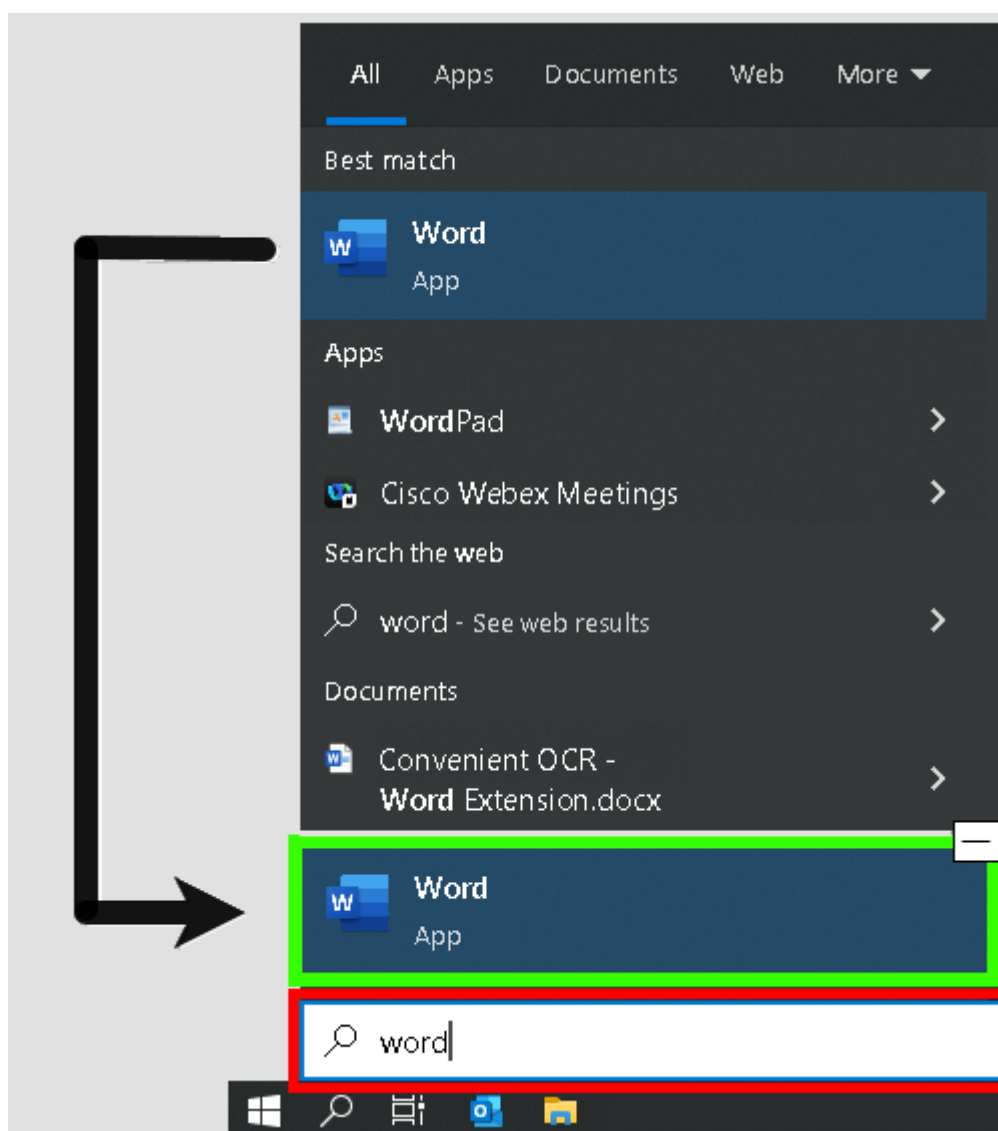 All Apps Documents Web More
Best match
Word
App
Apps
WordPad
Cisco Webex Meetings
Search the web
word - See web results
Documents
Convenient OCR -
Word Extension.docx
Word
App
word